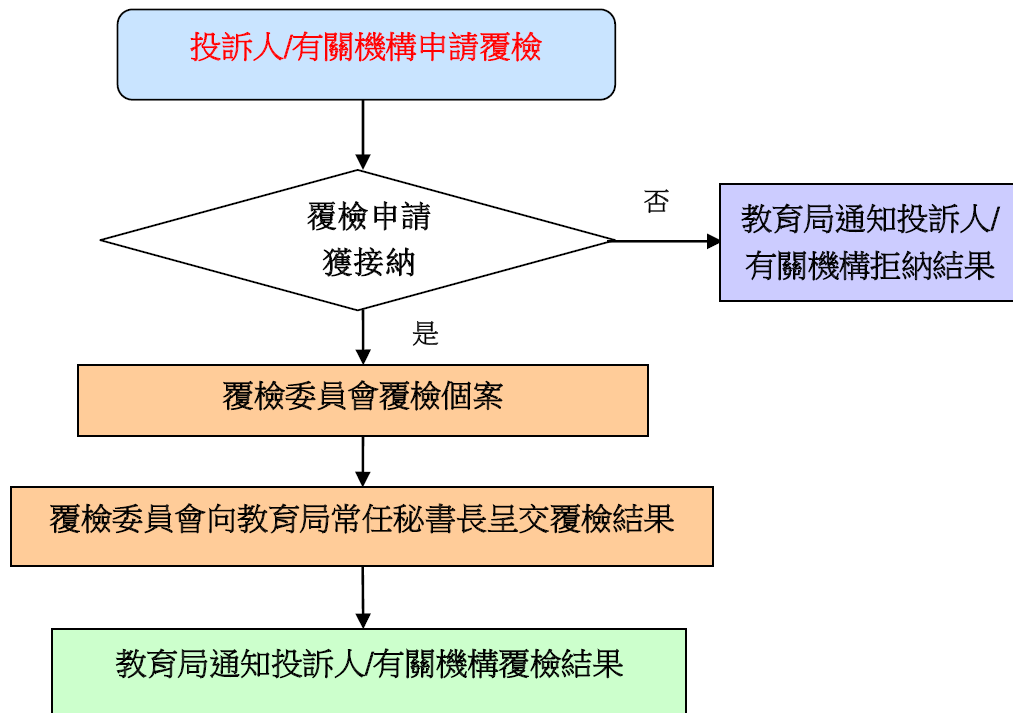 投訴人/有關機構申請覆檢
覆檢申請
獲接納
否
教育局通知投訴人/
有關機構拒納結果
是
覆檢委員會覆檢個案
覆檢委員會向教育局常任秘書長呈交覆檢結果
教育局通知投訴人/有關機構覆檢結果